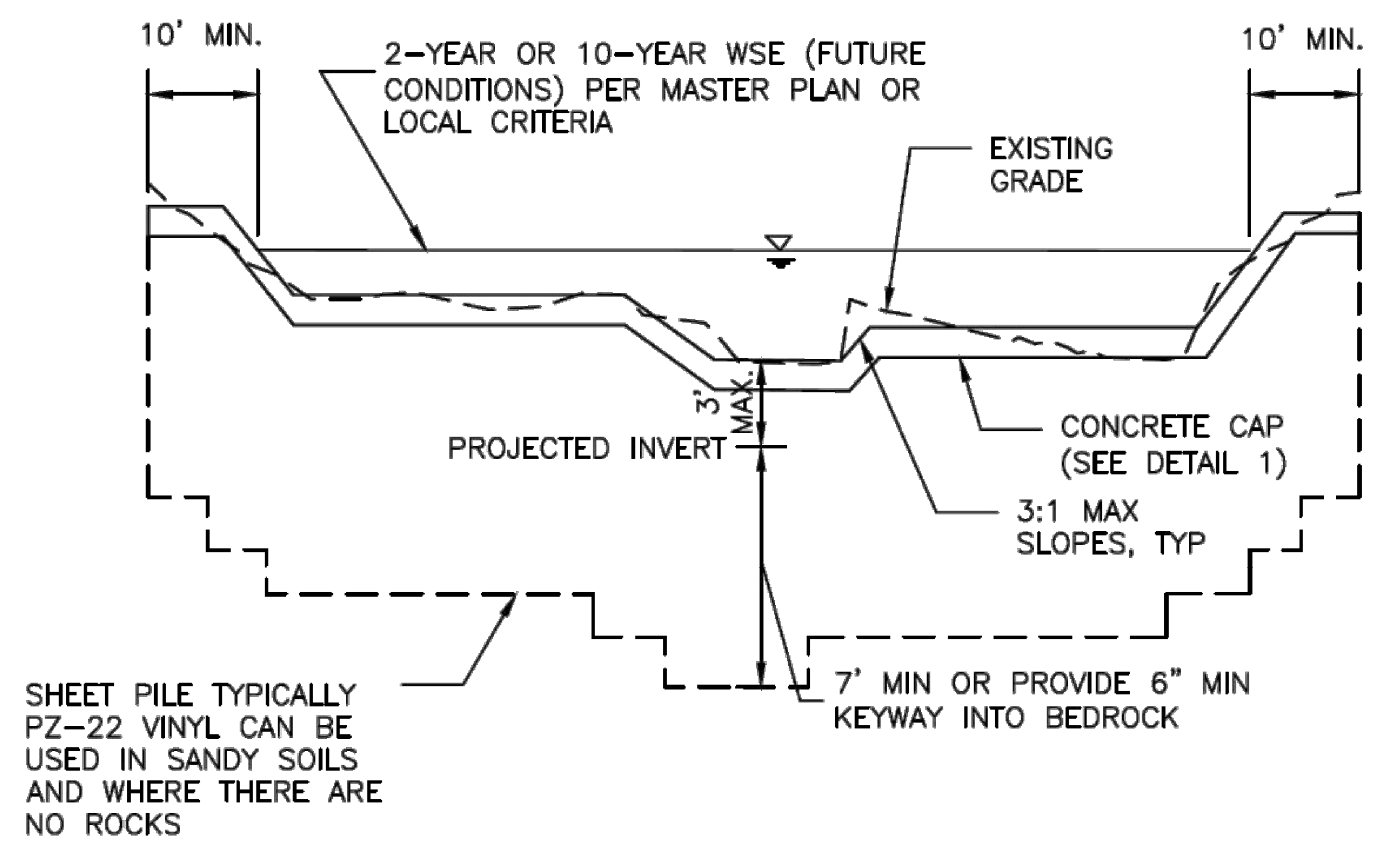 10' MIN.
2-YEAR OR 10-YEAR WSE (FUTURE
CONDITIONS) PER MASTER PLAN OR
LOCAL CRITERIA
10' MIN.
EXISTING
GRADE
3'
MAX.
PROJECTED INVERT
CONCRETE CAP
(SEE DETAIL 1)
3:1 MAX
SLOPES, TYP
SHEET PILE TYPICALLY
PZ-22 VINYL CAN BE
USED IN SANDY SOILS
AND WHERE THERE ARE
NO ROCKS
7' MIN OR PROVIDE 6" MIN
KEYWAY INTO BEDROCK